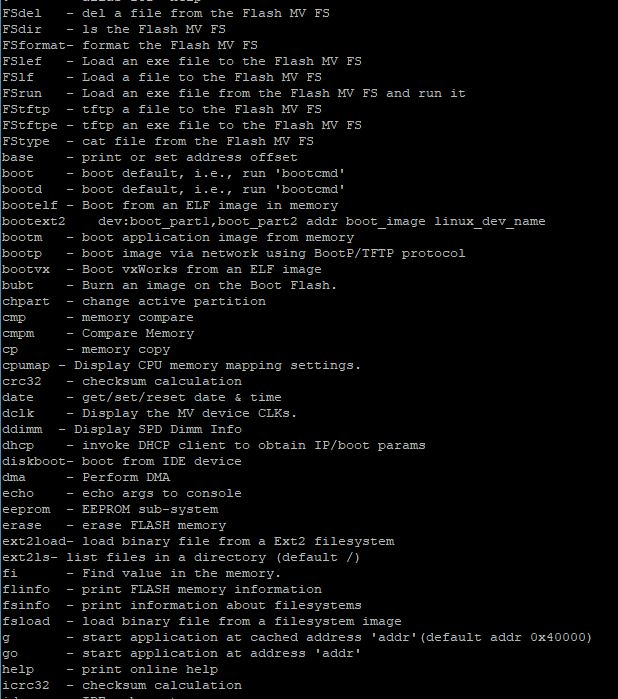 FSdel   - del a file from the Flash MV FS
FSdir   - ls the Flash MV FS
FSformat- format the Flash MV FS
FSlef   - Load an exe file to the Flash MV FS
FSlf    - Load a file to the Flash MV FS
FSrun   - Load an exe file from the Flash MV FS and run it
FStftp  - tftp a file to the Flash MV FS
FStftpe - tftp an exe file to the Flash MV FS
FStype  - cat file from the Flash MV FS
base    - print or set address offset
boot    - boot default, i.e., run 'bootcmd'
bootd   - boot default, i.e., run 'bootcmd'
bootelf - Boot from an ELF image in memory
bootext2    dev:boot_part1,boot_part2 addr boot_image linux_dev_name
bootm   - boot application image from memory
bootp   - boot image via network using BootP/TFTP protocol
bootvx  - Boot vxWorks from an ELF image
bubt    - Burn an image on the Boot Flash.
chpart  - change active partition
cmp     - memory compare
cmpm    - Compare Memory
cp      - memory copy
cpumap - Display CPU memory mapping settings.
crc32   - checksum calculation
date    - get/set/reset date & time
dclk    - Display the MV device CLKs.
ddimm  - Display SPD Dimm Info
dhcp    - invoke DHCP client to obtain IP/boot params
diskboot- boot from IDE device
dma     - Perform DMA
echo    - echo args to console
eeprom  - EEPROM sub-system
erase   - erase FLASH memory
ext2load- load binary file from a Ext2 filesystem
ext2ls- list files in a directory (default /)
fi      - Find value in the memory.
flinfo  - print FLASH memory information
fsinfo  - print information about filesystems
fsload  - load binary file from a filesystem image
g       - start application at cached address 'addr'(default addr 0x40000)
go      - start application at address 'addr'
help    - print online help
icrc32  - checksum calculation